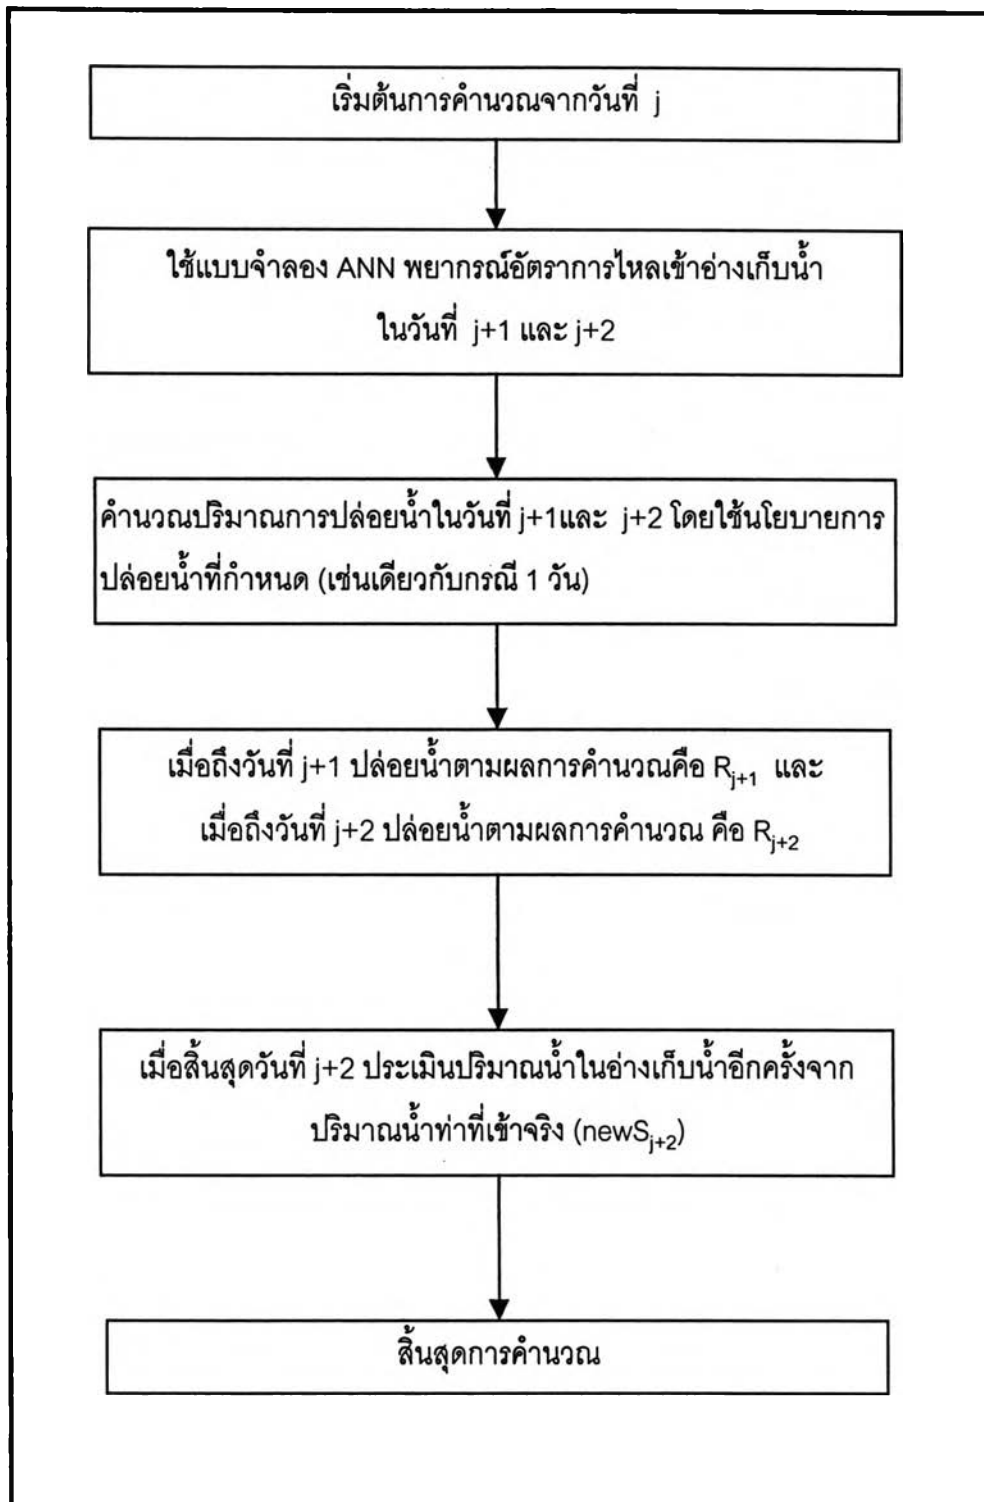 เริ่มต้นการคำนวณจากวันที่ j
ใช้แบบจำลอง ANN พยากรณ์อัตราการไหลเข้าอ่างเก็บน้ำ
ในวันที่ j+1 และ j+2
คำนวณปริมาณการปล่อยน้ำในวันที่ j+1และ j+2 โดยใช้นโยบายการ
ปล่อยน้ำที่กำหนด (เช่นเดียวกับกรณี 1 วัน)
เมื่อถึงวันที่ j+1 ปล่อยน้ำตามผลการคำนวณคือ R_{j+1} และ
เมื่อถึงวันที่ j+2 ปล่อยน้ำตามผลการคำนวณ คือ R_{j+2}
เมื่อสิ้นสุดวันที่ j+2 ประเมินปริมาณน้ำในอ่างเก็บน้ำอีกครั้งจาก
ปริมาณน้ำท่าที่เข้าจริง (newS_{j+2})
สิ้นสุดการคำนวณ